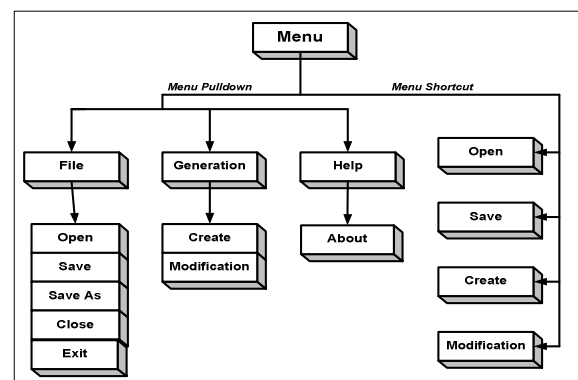 Menu
Menu Pulldown
Menu Shortcut
File
Generation
Help
Open
Save
Save As
Close
Exit
Create
Modification
About
Open
Save
Create
Modification